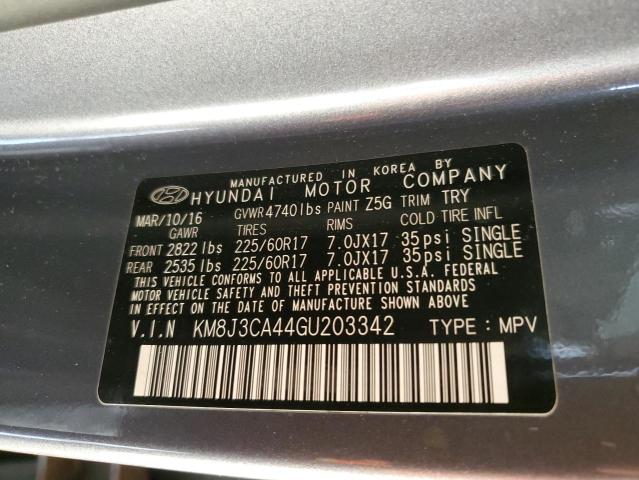 MANUFACTURED IN KOREA BY
HYUNDAI MOTOR COMPANY
MAR/10/16 GVWR4740lbs PAINT Z5G TRIM TRY
GAWR TIRES RIMS COLD TIRE INFL
FRONT 2822 lbs 225/60R17 7.0JX17 35psi SINGLE
REAR 2535 lbs 225/60R17 7.0JX17 35psi SINGLE
THIS VEHICLE CONFORMS TO ALL APPLICABLE U.S.A. FEDERAL
MOTOR VEHICLE SAFETY AND THEFT PREVENTION STANDARDS
IN EFFECT ON THE DATE OF MANUFACTURE SHOWN ABOVE
V.I.N KM8J3CA44GU203342 TYPE : MPV